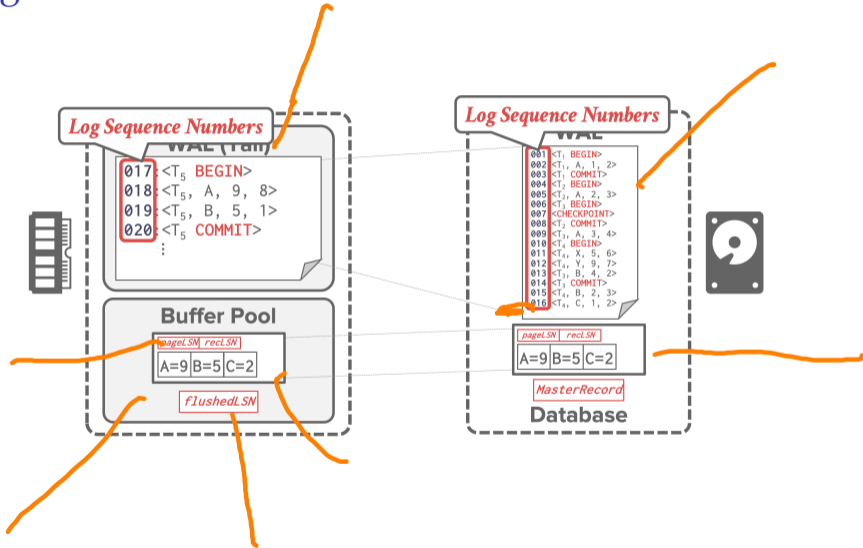 Log Sequence Numbers
WAL (Tail)
017:<T5 BEGIN>
018:<T5, A, 9, 8>
019:<T5, B, 5, 1>
020:<T5 COMMIT>
⋮
Buffer Pool
pageLSN recLSN
A=9 B=5 C=2
flushedLSN
Log Sequence Numbers
WAL
001:<T1 BEGIN>
002:<T1, A, 1, 2>
003:<T1 COMMIT>
004:<T2 BEGIN>
005:<T2, A, 2, 3>
006:<T3 BEGIN>
007:<CHECKPOINT>
008:<T2 COMMIT>
009:<T3, A, 3, 4>
010:<T4 BEGIN>
011:<T4, X, 5, 6>
012:<T4, Y, 9, 7>
013:<T3, B, 4, 2>
014:<T3 COMMIT>
015:<T4, B, 2, 3>
016:<T4, C, 1, 2>
pageLSN recLSN
A=9 B=5 C=2
MasterRecord
Database